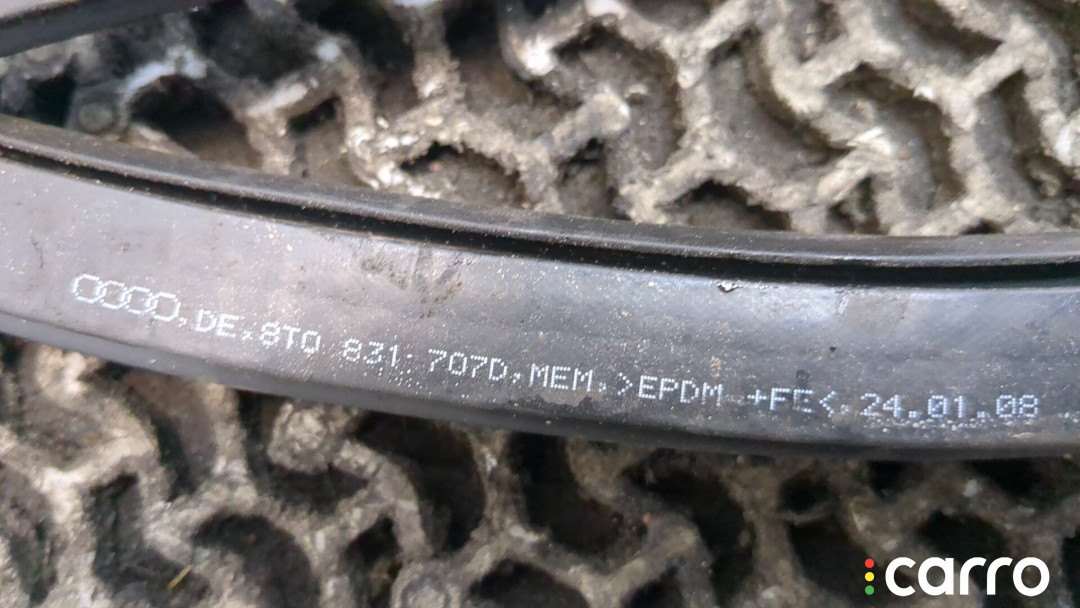 DE,8T0 831 707D,MEM,>EPDM +FE< 24.01.08
carro